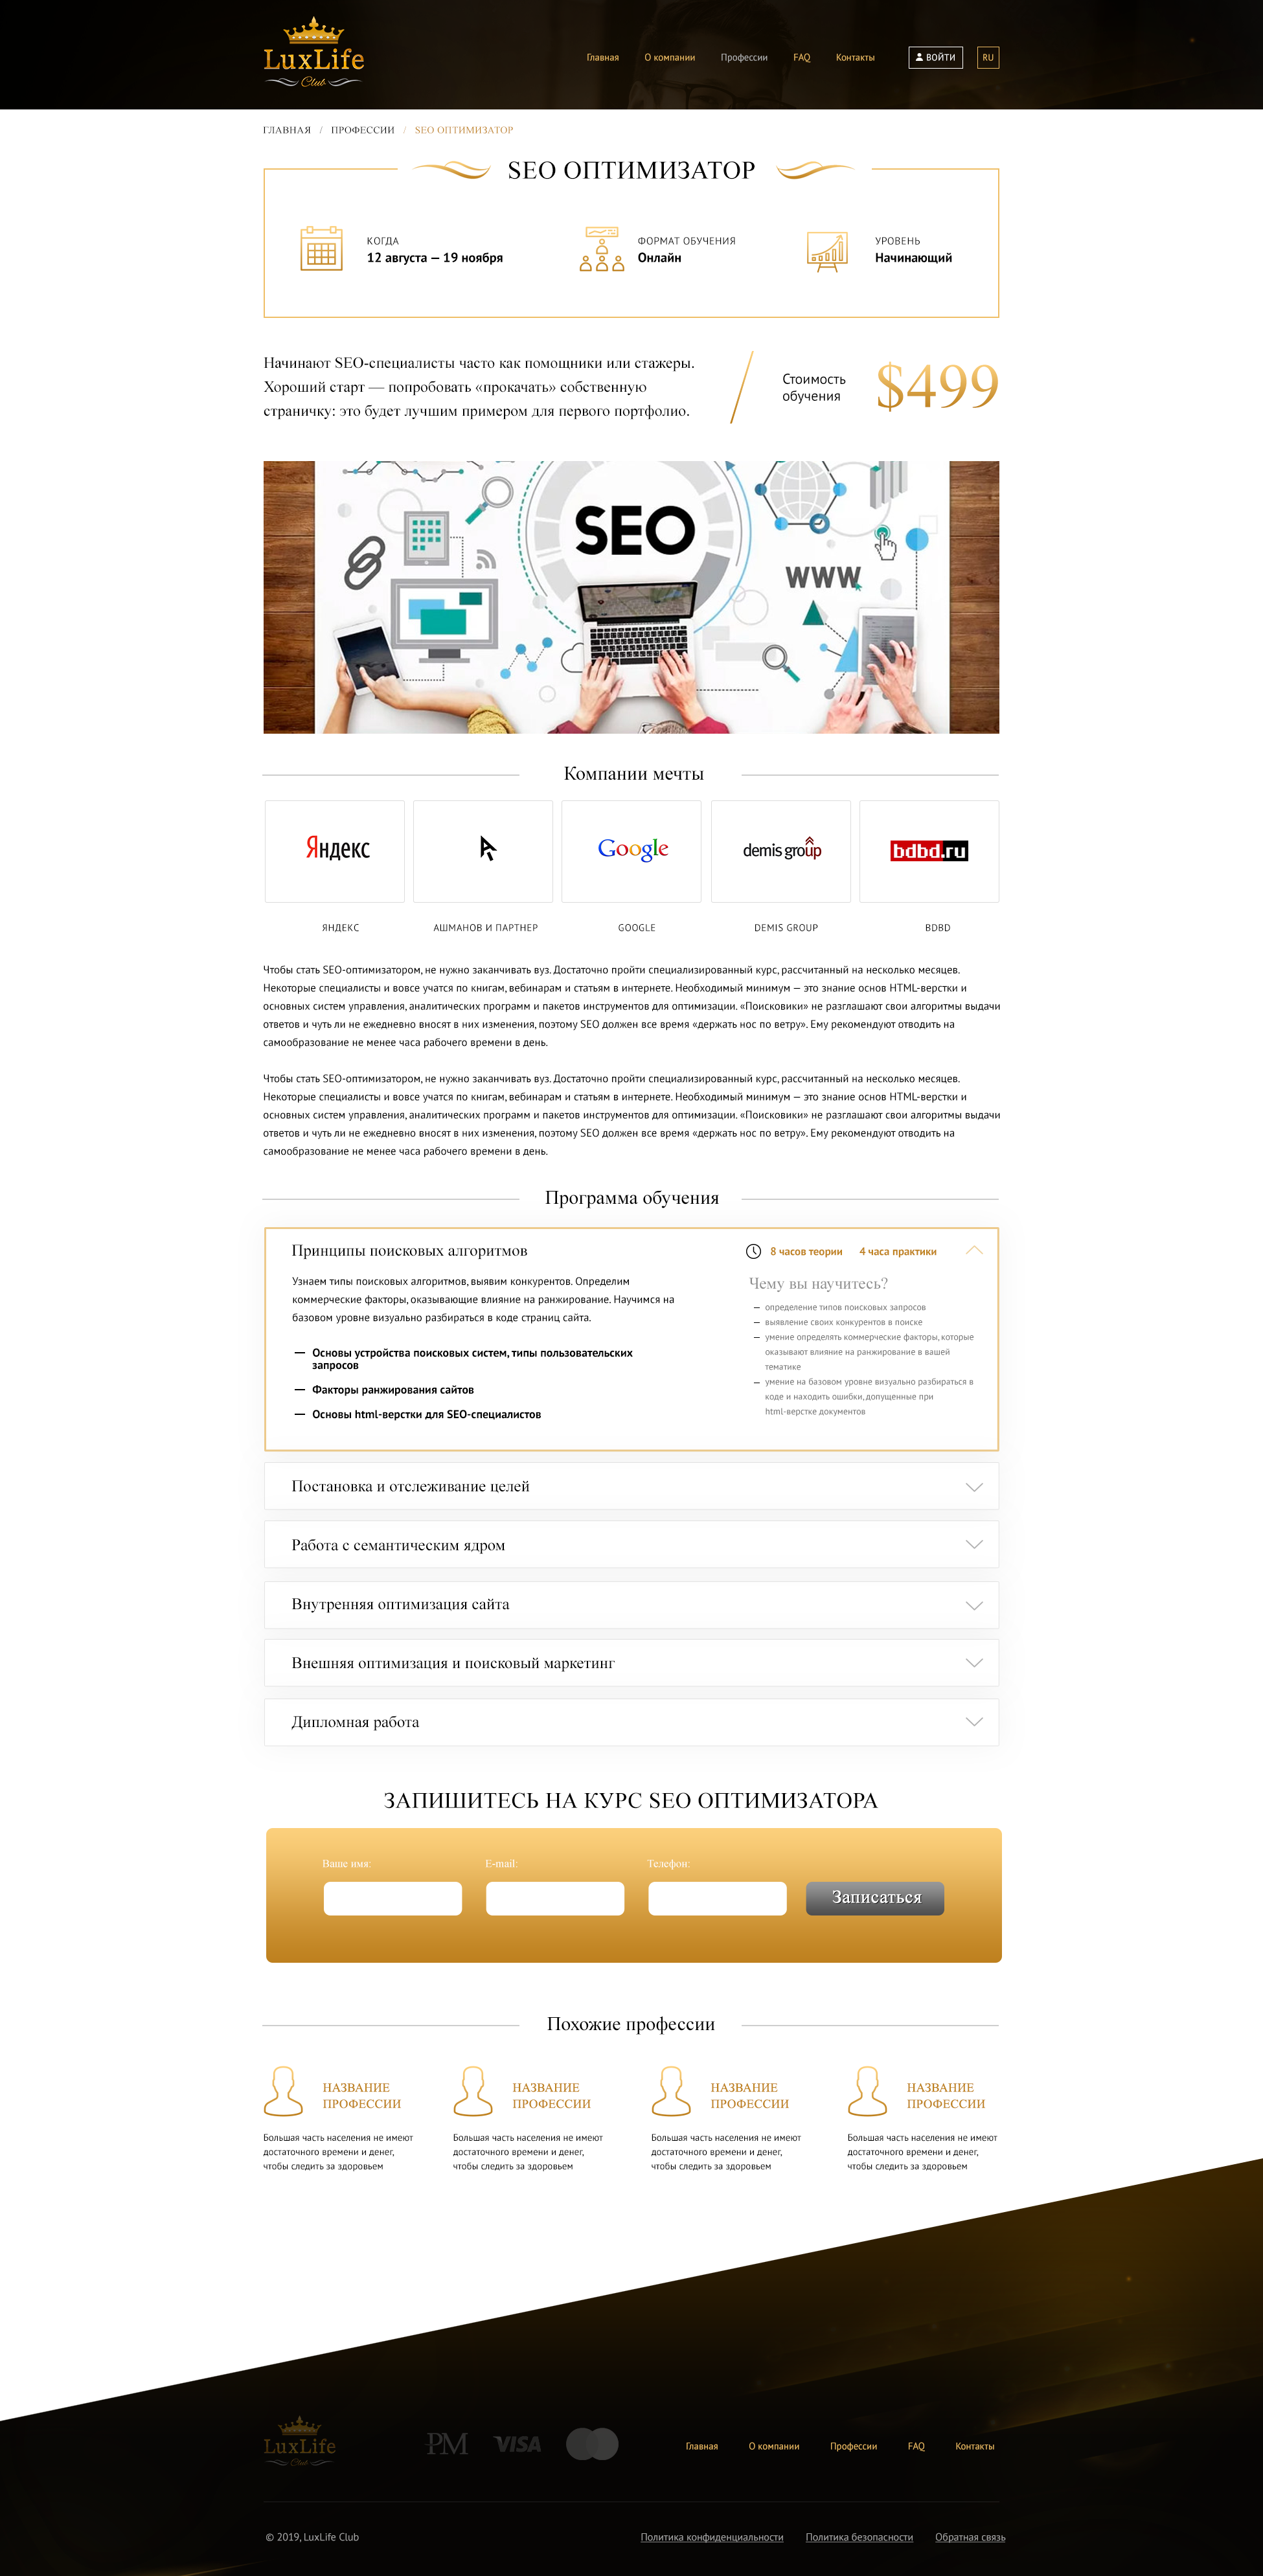 LuxLife
Club
Главная О компании Профессии FAQ Контакты ВОЙТИ RU
ГЛАВНАЯ / ПРОФЕССИИ / SEO ОПТИМИЗАТОР
SEO ОПТИМИЗАТОР
КОГДА
12 августа — 19 ноября
ФОРМАТ ОБУЧЕНИЯ
Онлайн
УРОВЕНЬ
Начинающий
Начинают SEO-специалисты часто как помощники или стажеры.
Хороший старт — попробовать «прокачать» собственную
страничку: это будет лучшим примером для первого портфолио.
Стоимость
обучения
$499
SEO
WWW
Компании мечты
Яндекс
Google
demis group
bdbd.ru
ЯНДЕКС
АШМАНОВ И ПАРТНЕР
GOOGLE
DEMIS GROUP
BDBD
Чтобы стать SEO-оптимизатором, не нужно заканчивать вуз. Достаточно пройти специализированный курс, рассчитанный на несколько месяцев.
Некоторые специалисты и вовсе учатся по книгам, вебинарам и статьям в интернете. Необходимый минимум — это знание основ HTML-верстки и
основных систем управления, аналитических программ и пакетов инструментов для оптимизации. «Поисковики» не разглашают свои алгоритмы выдачи
ответов и чуть ли не ежедневно вносят в них изменения, поэтому SEO должен все время «держать нос по ветру». Ему рекомендуют отводить на
самообразование не менее часа рабочего времени в день.
Чтобы стать SEO-оптимизатором, не нужно заканчивать вуз. Достаточно пройти специализированный курс, рассчитанный на несколько месяцев.
Некоторые специалисты и вовсе учатся по книгам, вебинарам и статьям в интернете. Необходимый минимум — это знание основ HTML-верстки и
основных систем управления, аналитических программ и пакетов инструментов для оптимизации. «Поисковики» не разглашают свои алгоритмы выдачи
ответов и чуть ли не ежедневно вносят в них изменения, поэтому SEO должен все время «держать нос по ветру». Ему рекомендуют отводить на
самообразование не менее часа рабочего времени в день.
Программа обучения
Принципы поисковых алгоритмов
8 часов теории 4 часа практики
Узнаем типы поисковых алгоритмов, выявим конкурентов. Определим
коммерческие факторы, оказывающие влияние на ранжирование. Научимся на
базовом уровне визуально разбираться в коде страниц сайта.
— Основы устройства поисковых систем, типы пользовательских
запросов
— Факторы ранжирования сайтов
— Основы html-верстки для SEO-специалистов
Чему вы научитесь?
— определение типов поисковых запросов
— выявление своих конкурентов в поиске
— умение определять коммерческие факторы, которые
оказывают влияние на ранжирование в вашей
тематике
— умение на базовом уровне визуально разбираться в
коде и находить ошибки, допущенные при
html-верстке документов
Постановка и отслеживание целей
Работа с семантическим ядром
Внутренняя оптимизация сайта
Внешняя оптимизация и поисковый маркетинг
Дипломная работа
ЗАПИШИТЕСЬ НА КУРС SEO ОПТИМИЗАТОРА
Ваше имя: E-mail: Телефон:
Записаться
Похожие профессии
НАЗВАНИЕ
ПРОФЕССИИ
Большая часть населения не имеют
достаточного времени и денег,
чтобы следить за здоровьем
НАЗВАНИЕ
ПРОФЕССИИ
Большая часть населения не имеют
достаточного времени и денег,
чтобы следить за здоровьем
НАЗВАНИЕ
ПРОФЕССИИ
Большая часть населения не имеют
достаточного времени и денег,
чтобы следить за здоровьем
НАЗВАНИЕ
ПРОФЕССИИ
Большая часть населения не имеют
достаточного времени и денег,
чтобы следить за здоровьем
LuxLife
Club
PM VISA
Главная О компании Профессии FAQ Контакты
© 2019, LuxLife Club
Политика конфиденциальности Политика безопасности Обратная связь